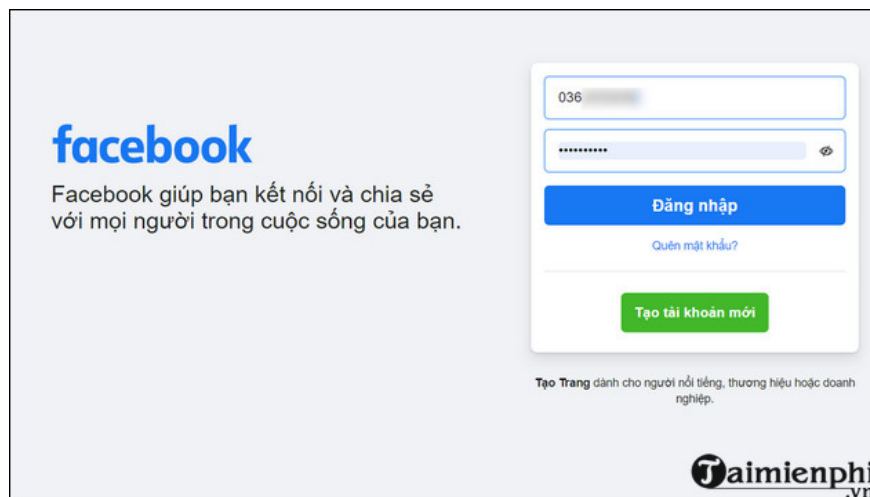 facebook
Facebook giúp bạn kết nối và chia sẻ
với mọi người trong cuộc sống của bạn.
036
••••••••••
Đăng nhập
Quên mật khẩu?
Tạo tài khoản mới
Tạo Trang dành cho người nổi tiếng, thương hiệu hoặc doanh
nghiệp.
Taimienphi
.vn